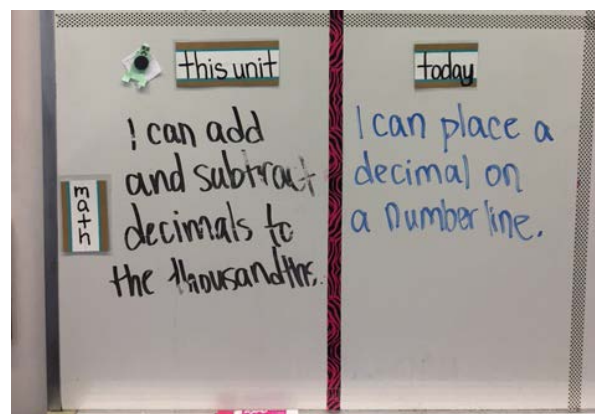 this unit
today
math
I can add
and subtract
decimals to
the thousandths.
I can place a
decimal on
a number line.